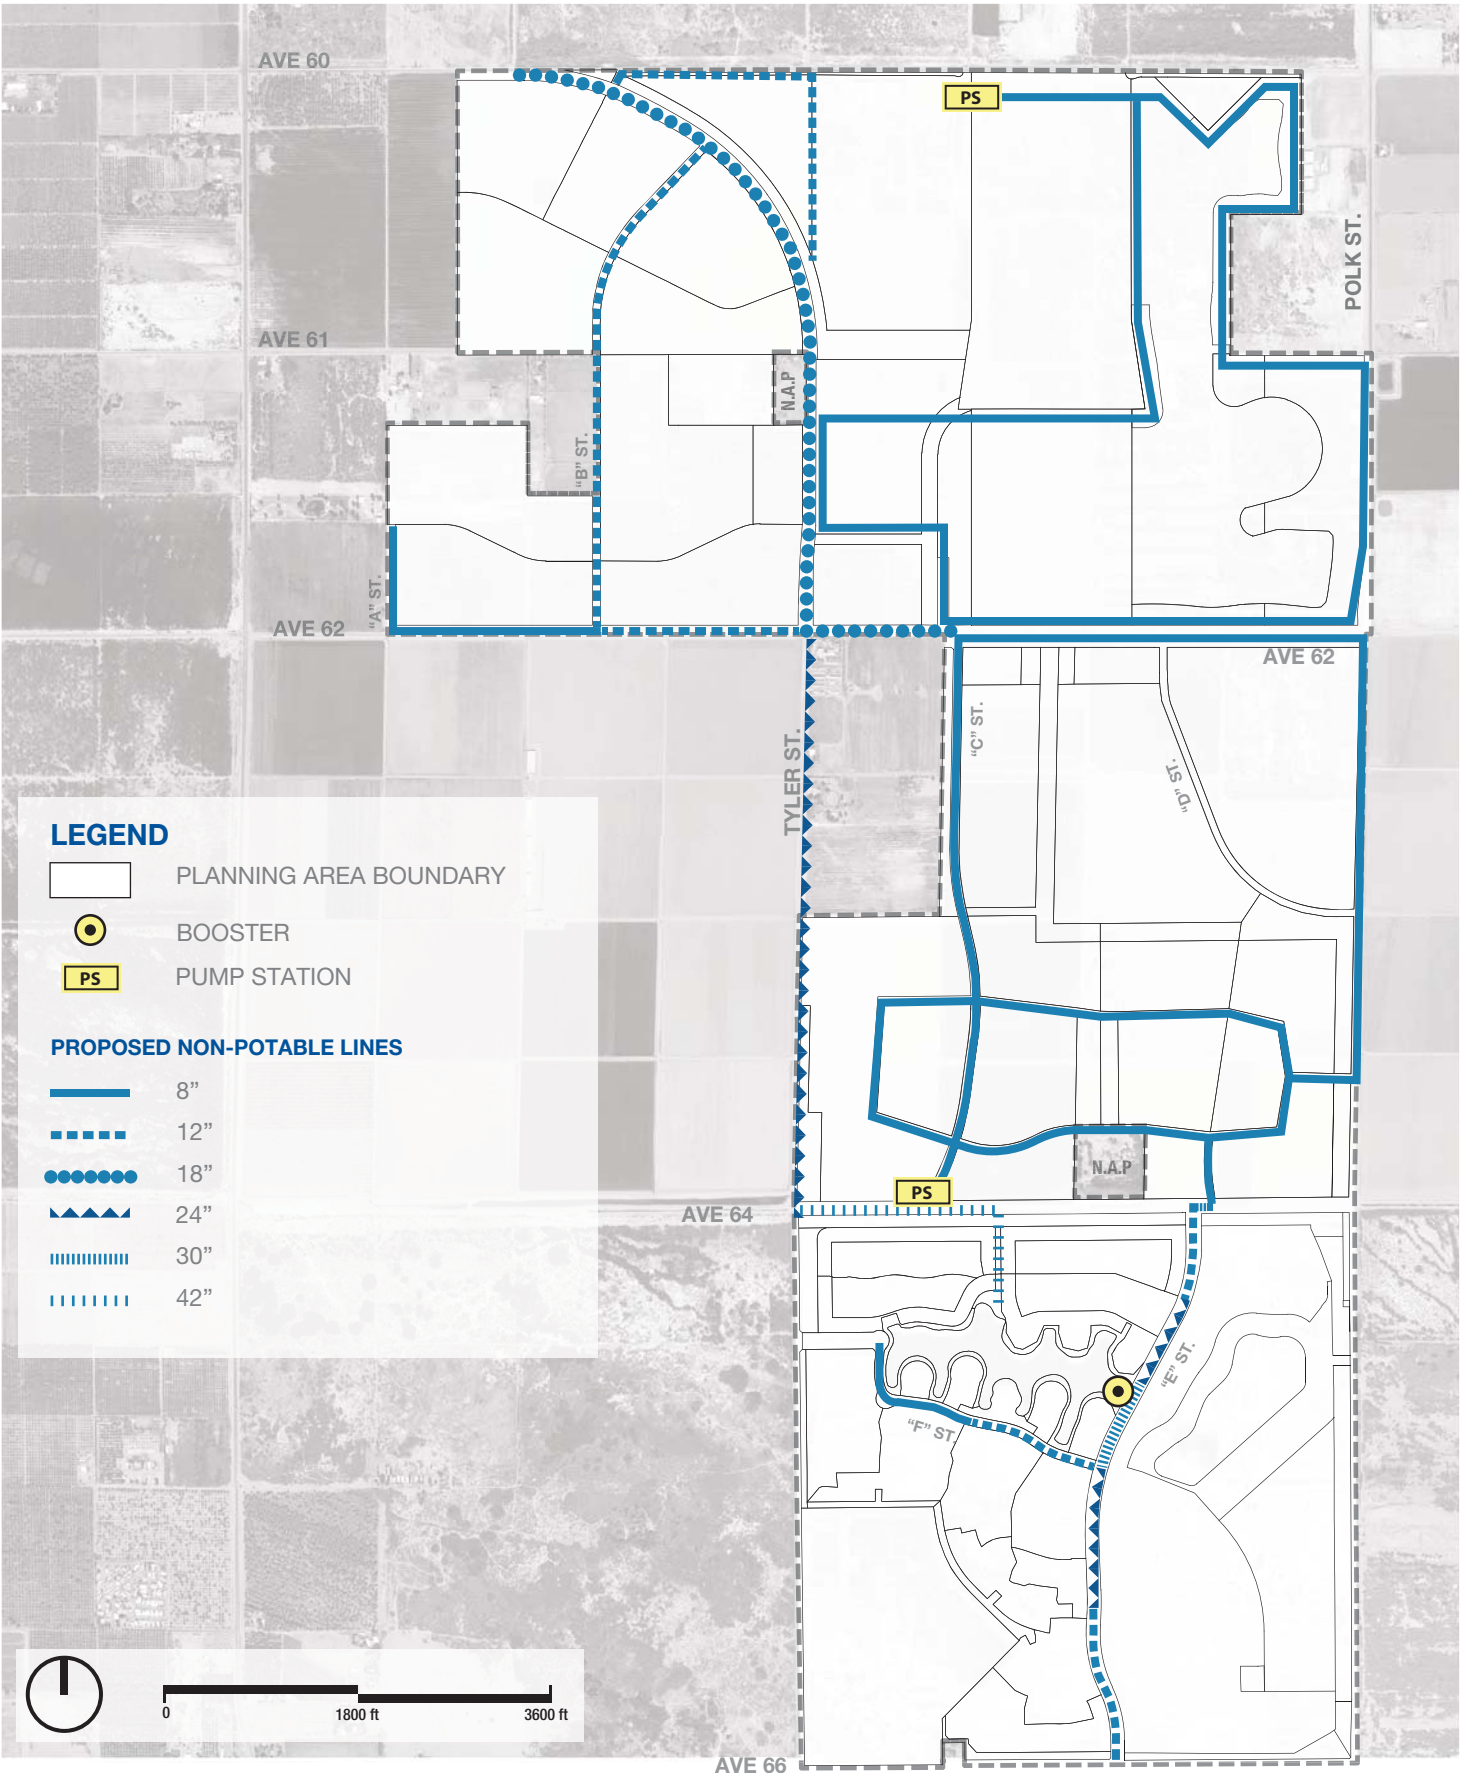 AVE 60
PS
POLK ST.
AVE 61
N.A.P
"B" ST.
"A" ST.
AVE 62
AVE 62
"C" ST.
TYLER ST.
"D" ST.
LEGEND
PLANNING AREA BOUNDARY
BOOSTER
PS PUMP STATION
PROPOSED NON-POTABLE LINES
8”
12”
18”
24”
30”
42”
N.A.P
PS
AVE 64
"E" ST.
“F” ST
0 1800 ft 3600 ft
AVE 66